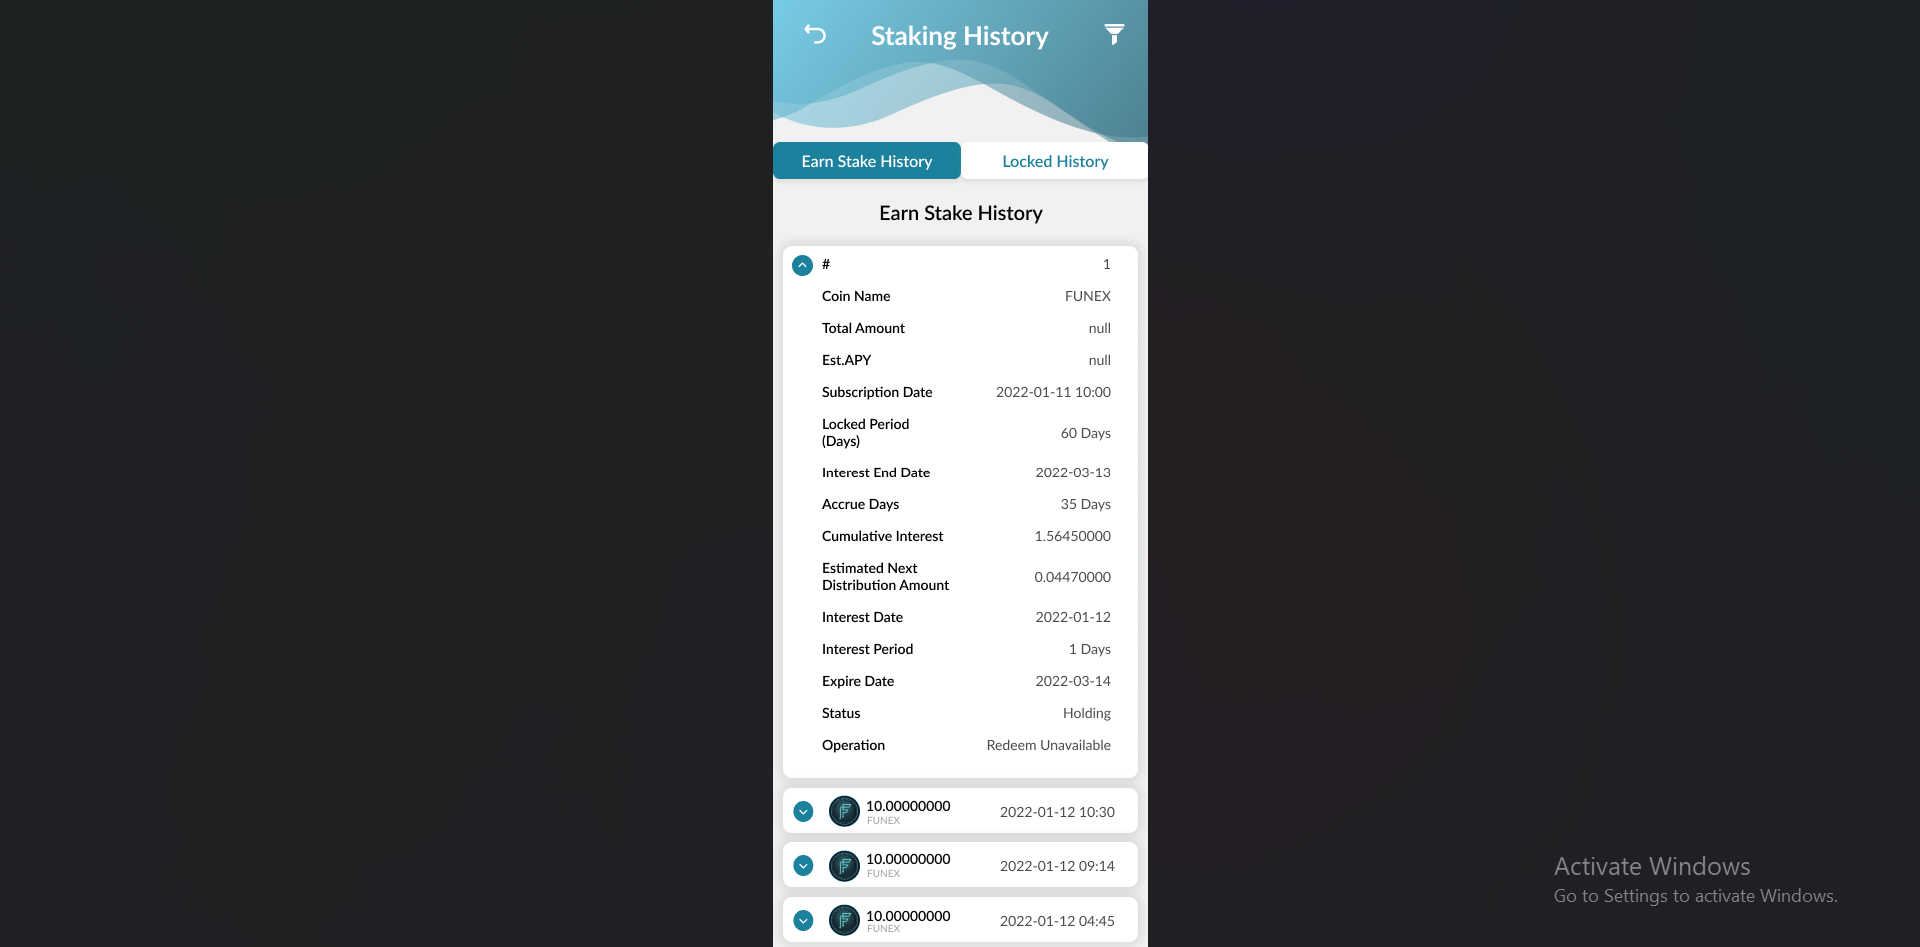 Staking History
Earn Stake History
Locked History
Earn Stake History
# 1
Coin Name FUNEX
Total Amount null
Est.APY null
Subscription Date 2022-01-11 10:00
Locked Period
(Days) 60 Days
Interest End Date 2022-03-13
Accrue Days 35 Days
Cumulative Interest 1.56450000
Estimated Next
Distribution Amount 0.04470000
Interest Date 2022-01-12
Interest Period 1 Days
Expire Date 2022-03-14
Status Holding
Operation Redeem Unavailable
10.00000000 2022-01-12 10:30
FUNEX
10.00000000 2022-01-12 09:14
FUNEX
10.00000000 2022-01-12 04:45
FUNEX
Activate Windows
Go to Settings to activate Windows.